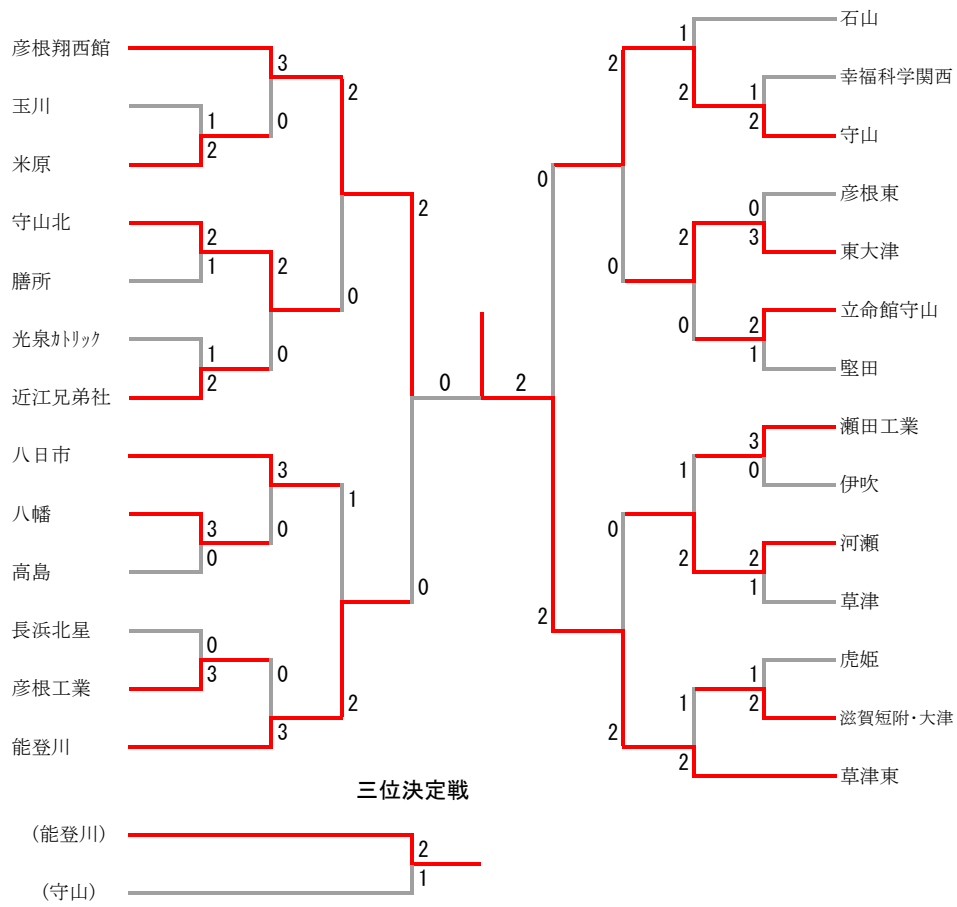 彦根翔西館
玉川
米原
守山北
膳所
光泉ｶﾄﾘｯｸ
近江兄弟社
八日市
八幡
高島
長浜北星
彦根工業
能登川
3
0
1
2
2
1
2
0
1
2
2
0
3
0
3
0
1
2
0
3
0
3
2
0
0
2
石山
幸福科学関西
守山
彦根東
東大津
立命館守山
堅田
瀬田工業
伊吹
河瀬
草津
虎姫
滋賀短附・大津
草津東
1
2
1
2
2
0
0
3
2
0
2
1
0
2
1
2
3
0
2
1
0
2
1
2
1
2
0
2
三位決定戦
（能登川）
（守山）
2
1